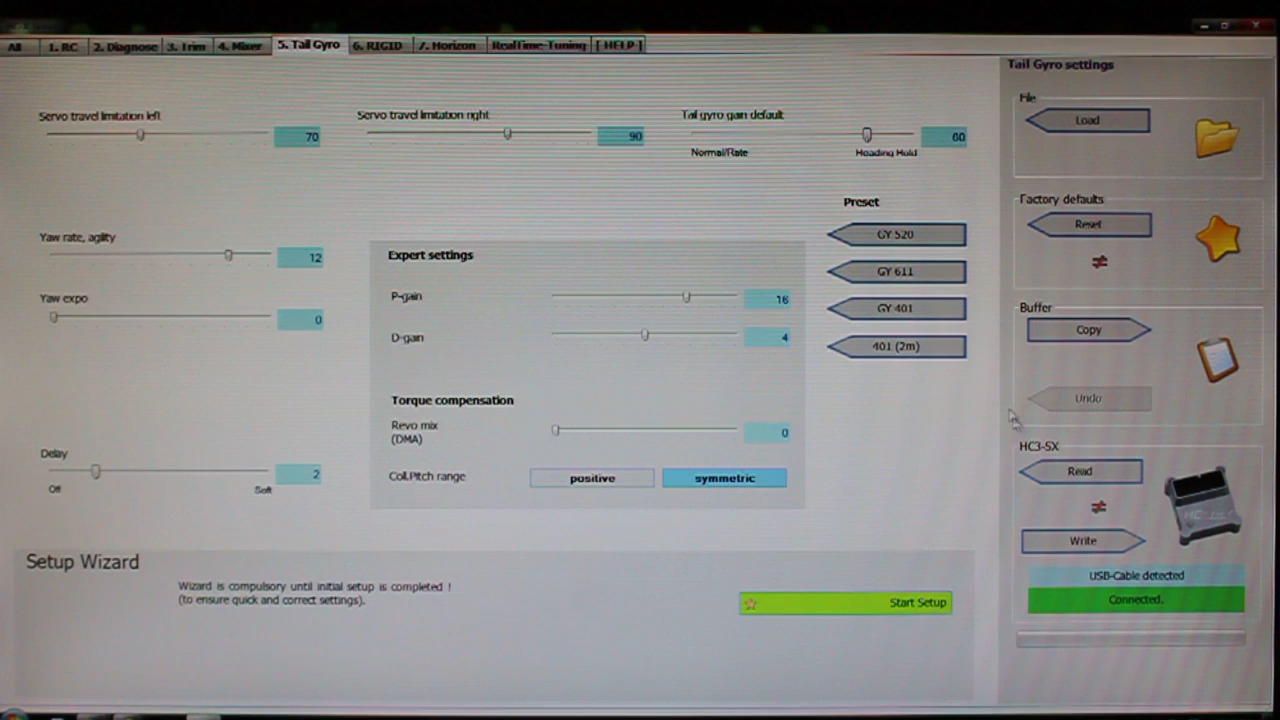 All 1. RC 2. Diagnose 3. Trim 4. Mixer 5. Tail Gyro 6. RIGID 7. Horizon RealTime-Tuning [ HELP ]
Tail Gyro settings
Servo travel limitation left
70
Servo travel limitation right
90
Tail gyro gain default
60
Normal/Rate
Heading Hold
Yaw rate, agility
12
Yaw expo
0
Delay
2
Off
Soft
Expert settings
P-gain
16
D-gain
4
Torque compensation
Revo mix
(DMA)
0
Coll.Pitch range
positive
symmetric
Preset
GY 520
GY 611
GY 401
401 (2m)
File
Load
Factory defaults
Reset
≠
Buffer
Copy
Undo
HC3-SX
Read
≠
Write
USB-Cable detected
Connected.
Setup Wizard
Wizard is compulsory until initial setup is completed !
(to ensure quick and correct settings).
Start Setup